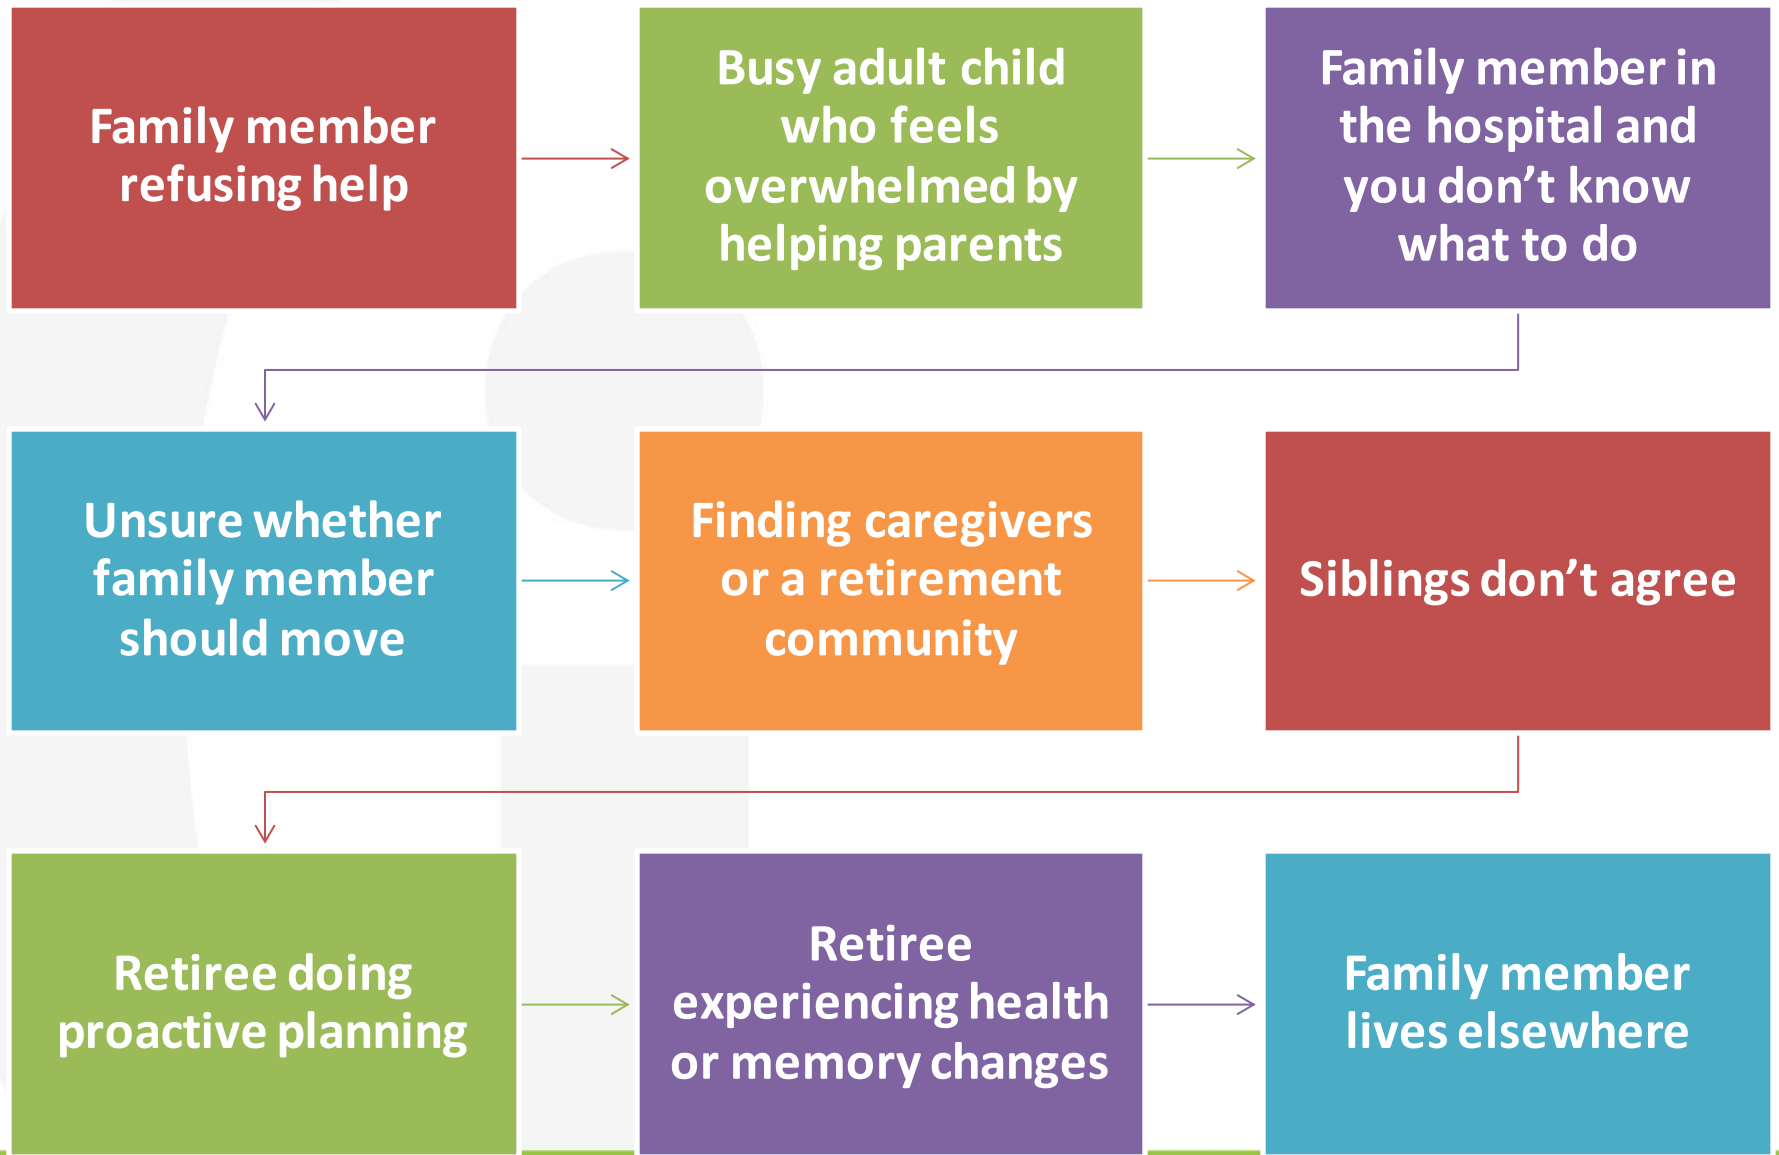 Family member
refusing help
Busy adult child
who feels
overwhelmed by
helping parents
Family member in
the hospital and
you don’t know
what to do
Unsure whether
family member
should move
Finding caregivers
or a retirement
community
Siblings don’t agree
Retiree doing
proactive planning
Retiree
experiencing health
or memory changes
Family member
lives elsewhere